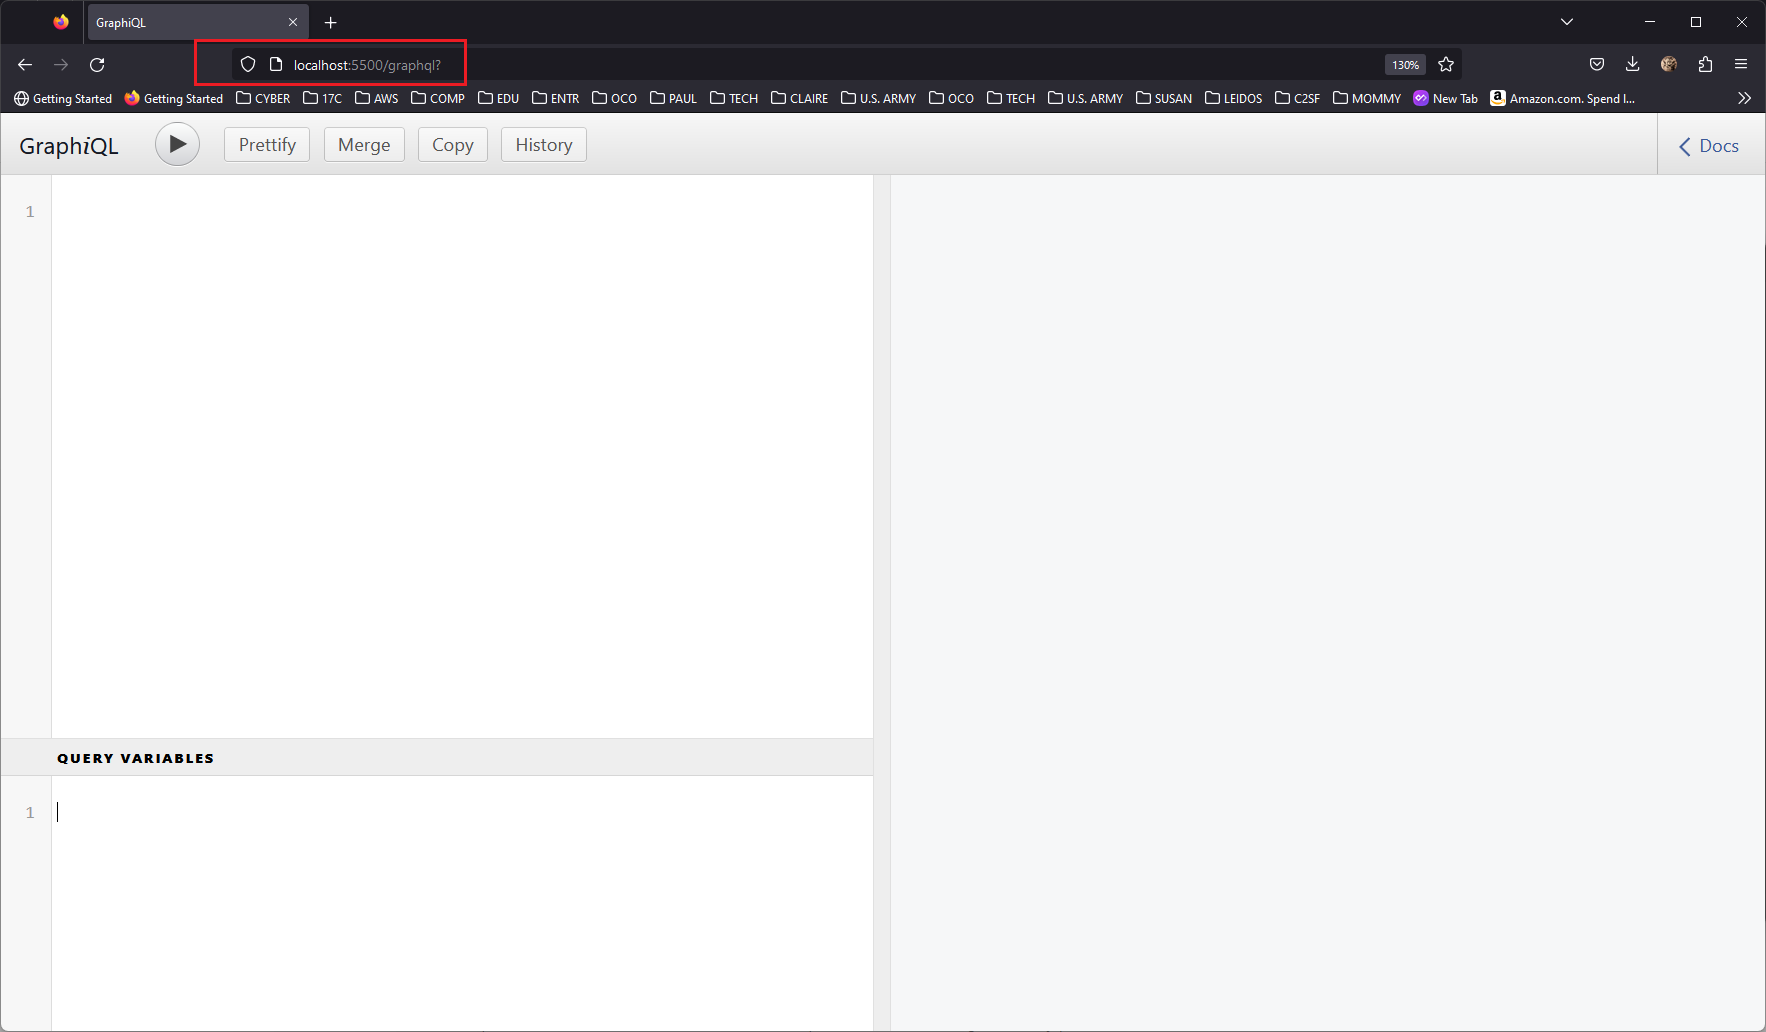 GraphiQL
localhost:5500/graphql?
130%
Getting Started Getting Started CYBER 17C AWS COMP EDU ENTR OCO PAUL TECH CLAIRE U.S. ARMY OCO TECH U.S. ARMY SUSAN LEIDOS C2SF MOMMY New Tab a Amazon.com. Spend l...
GraphiQL Prettify Merge Copy History Docs
1
QUERY VARIABLES
1